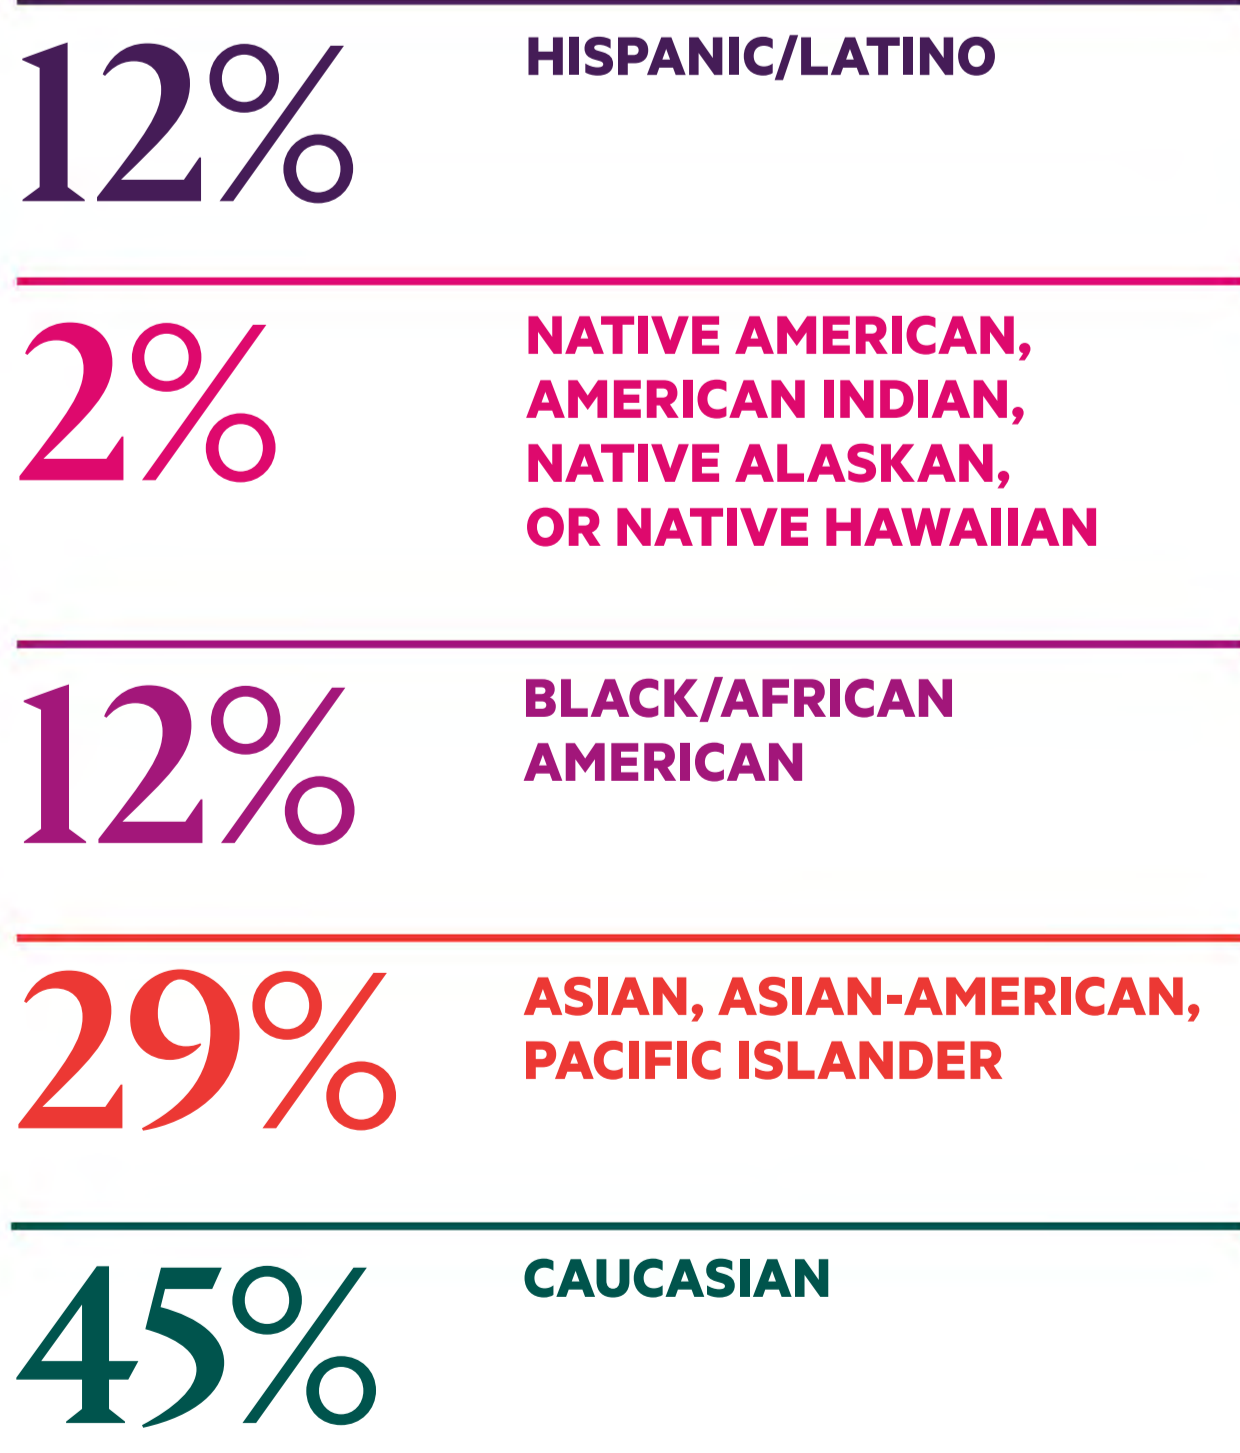 12%
HISPANIC/LATINO
2%
NATIVE AMERICAN,
AMERICAN INDIAN,
NATIVE ALASKAN,
OR NATIVE HAWAIIAN
12%
BLACK/AFRICAN
AMERICAN
29%
ASIAN, ASIAN-AMERICAN,
PACIFIC ISLANDER
45%
CAUCASIAN